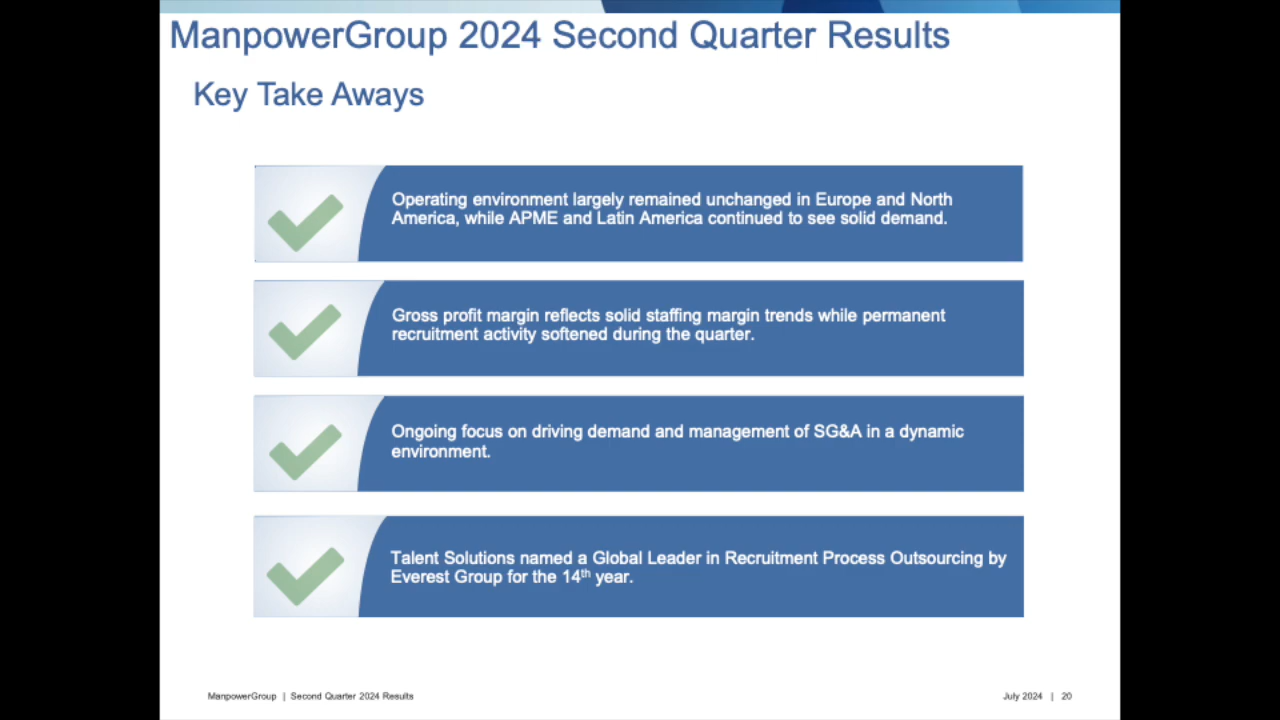 ManpowerGroup 2024 Second Quarter Results
Key Take Aways
Operating environment largely remained unchanged in Europe and North
America, while APME and Latin America continued to see solid demand.
Gross profit margin reflects solid staffing margin trends while permanent
recruitment activity softened during the quarter.
Ongoing focus on driving demand and management of SG&A in a dynamic
environment.
Talent Solutions named a Global Leader in Recruitment Process Outsourcing by
Everest Group for the 14th year.
ManpowerGroup | Second Quarter 2024 Results
July 2024 | 20